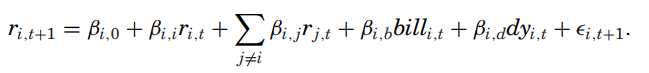 r_{i,t+1} = β_{i,0} + β_{i,i}r_{i,t} + ∑_{j≠i} β_{i,j}r_{j,t} + β_{i,b}bill_{i,t} + β_{i,d}dy_{i,t} + ϵ_{i,t+1}.